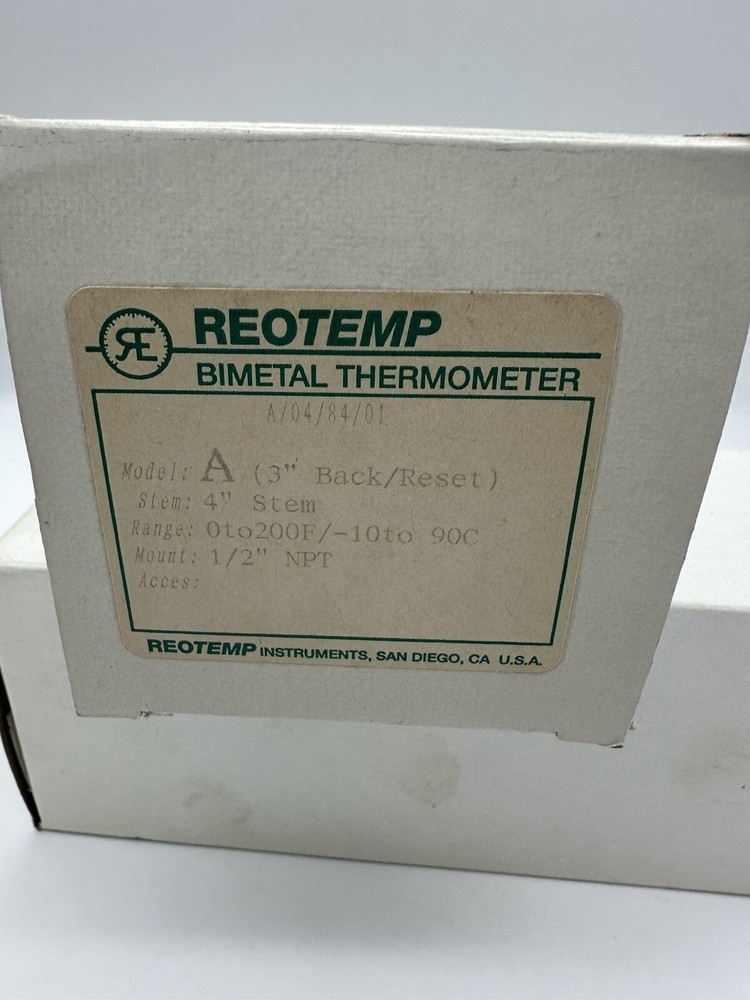 RE
REOTEMP
BIMETAL THERMOMETER
A/04/84/01
Model: A (3" Back/Reset)
Stem: 4" Stem
Range: 0to200F/-10to 90C
Mount: 1/2" NPT
Acces:
REOTEMP INSTRUMENTS, SAN DIEGO, CA U.S.A.